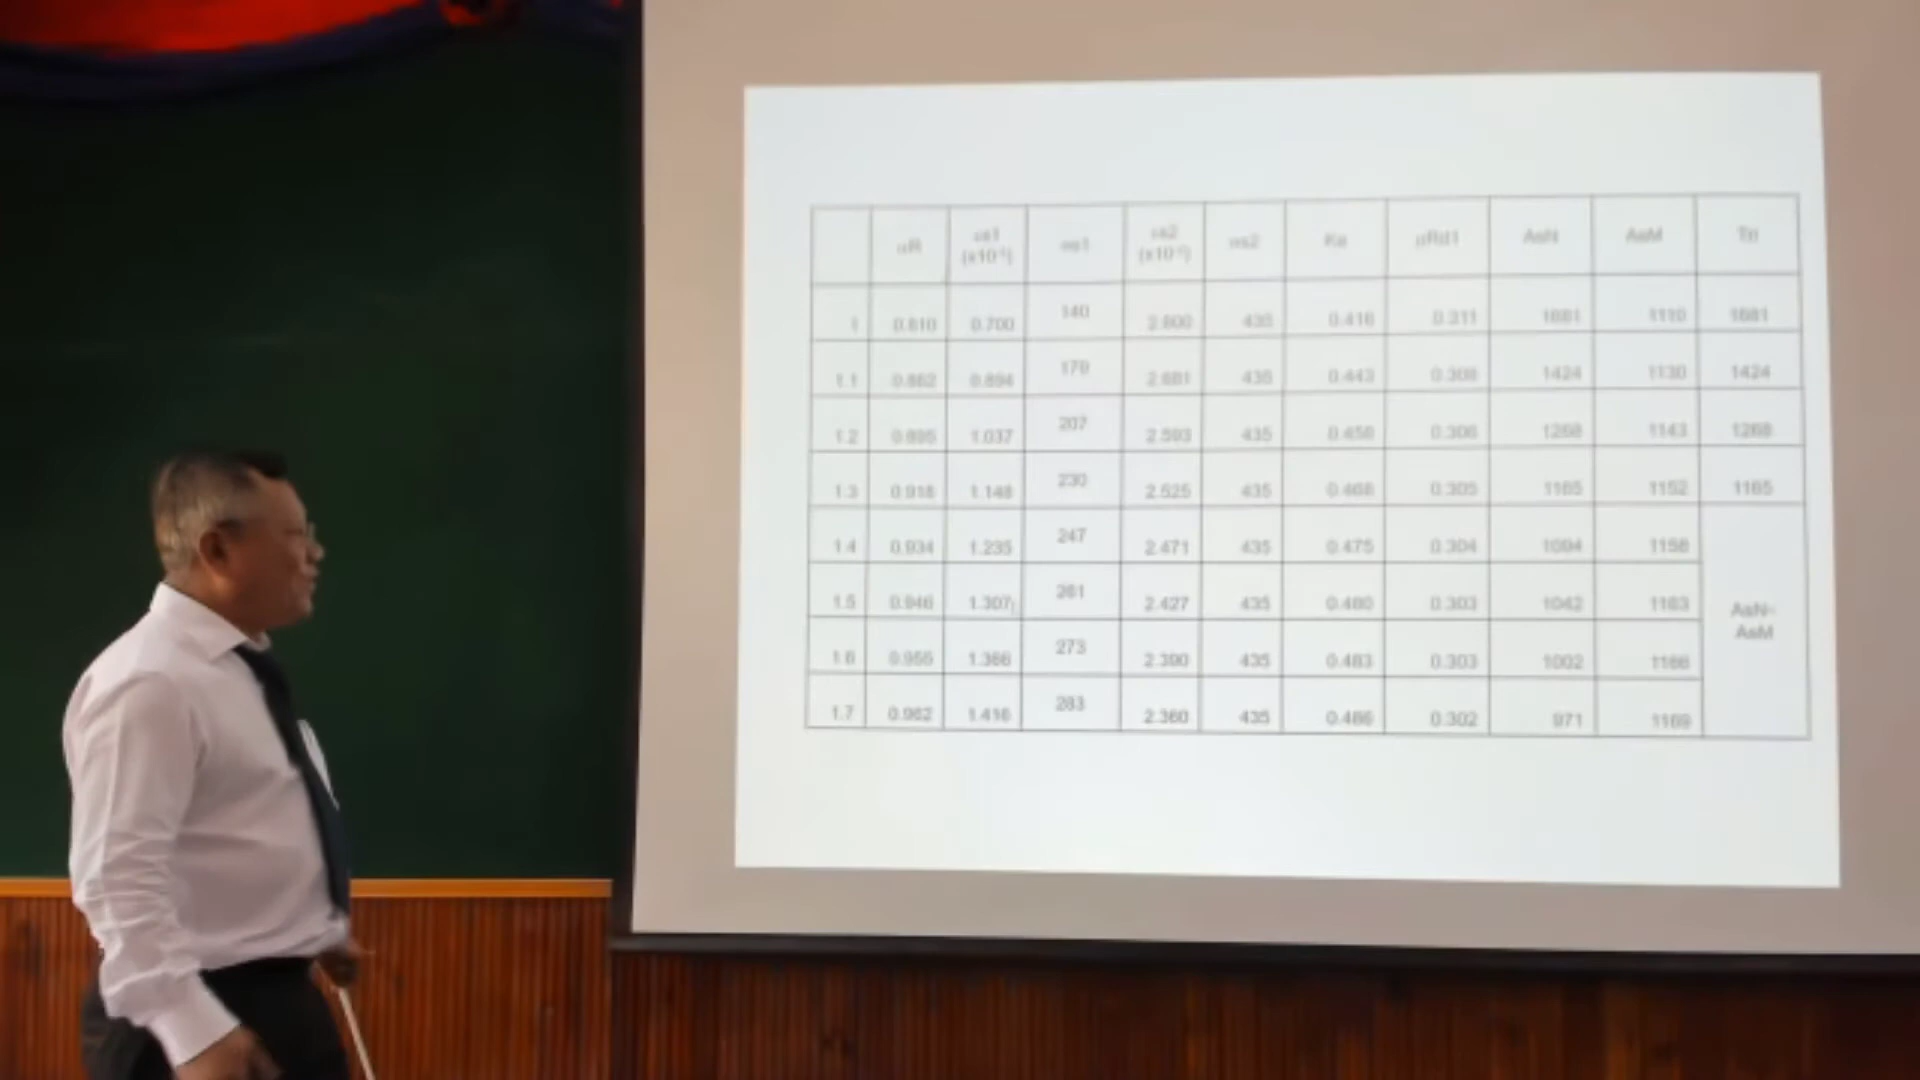 αR εs1 σs1 εs2 σs2 Ke μRd1 AsN AsM Trị
(x10⁻³) (x10⁻³)
1 0.810 0.700 140 2.800 435 0.416 0.311 1681 1110 1681
1.1 0.862 0.894 179 2.681 435 0.443 0.308 1424 1130 1424
1.2 0.895 1.037 207 2.593 435 0.458 0.306 1268 1143 1268
1.3 0.918 1.148 230 2.525 435 0.468 0.305 1165 1152 1165
1.4 0.934 1.235 247 2.471 435 0.475 0.304 1094 1158
1.5 0.946 1.307 261 2.427 435 0.480 0.303 1042 1163
AsN<
AsM
1.6 0.955 1.366 273 2.390 435 0.483 0.303 1002 1166
1.7 0.962 1.416 283 2.360 435 0.486 0.302 971 1169